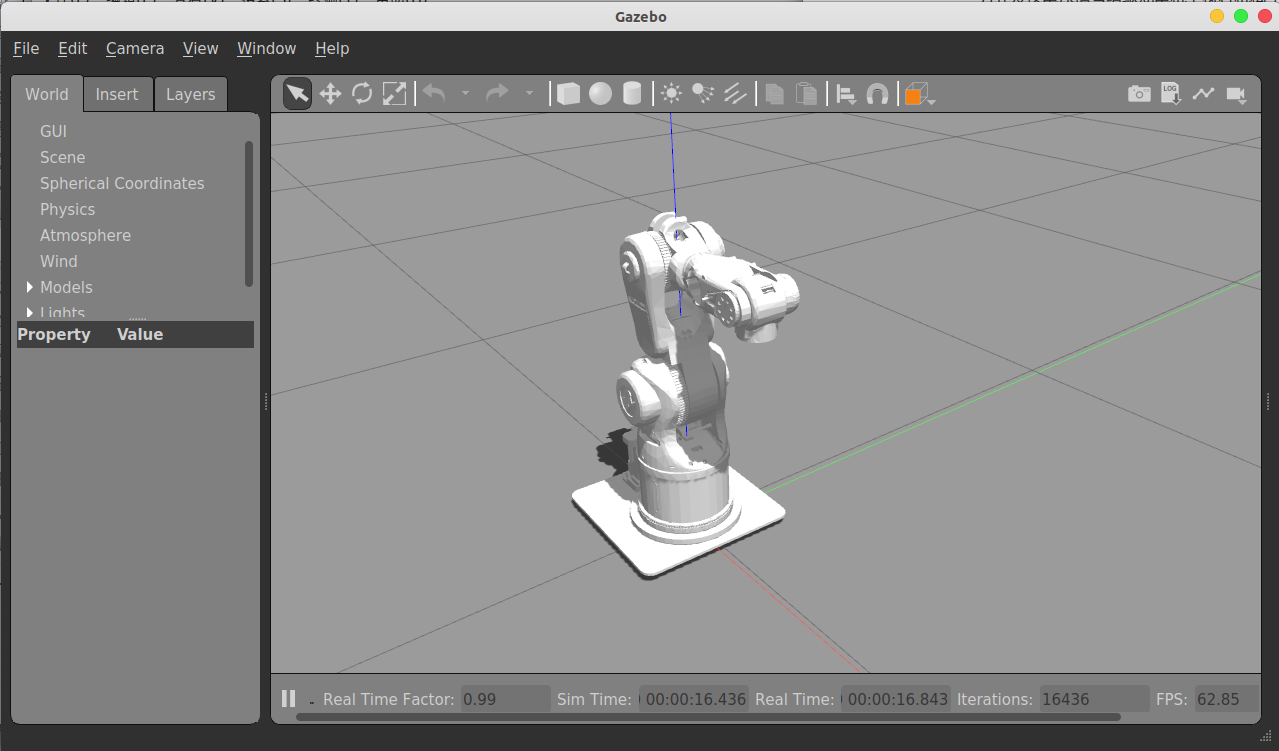 Gazebo
File Edit Camera View Window Help
World Insert Layers
LOG
GUI
Scene
Spherical Coordinates
Physics
Atmosphere
Wind
Models
Lights
Property Value
Real Time Factor: 0.99 Sim Time: 00:00:16.436 Real Time: 00:00:16.843 Iterations: 16436 FPS: 62.85